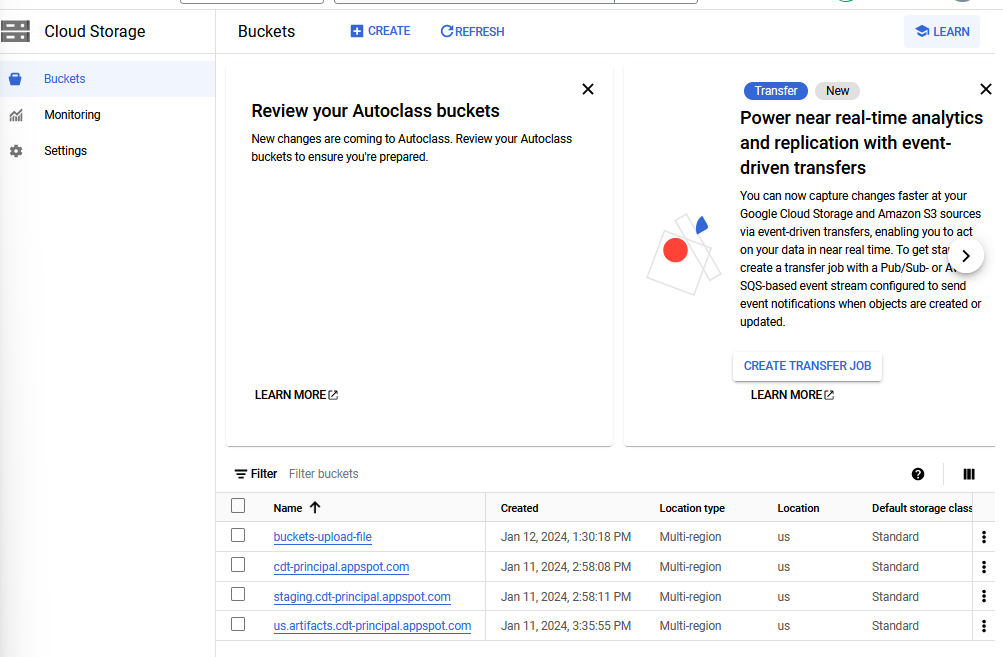 Cloud Storage
Buckets
CREATE
REFRESH
LEARN
Buckets
Monitoring
Settings
Review your Autoclass buckets
New changes are coming to Autoclass. Review your Autoclass
buckets to ensure you're prepared.
LEARN MORE
Transfer
New
Power near real-time analytics
and replication with event-
driven transfers
You can now capture changes faster at your
Google Cloud Storage and Amazon S3 sources
via event-driven transfers, enabling you to act
on your data in near real time. To get
create a transfer job with a Pub/Sub- or
SQS-based event stream configured to send
event notifications when objects are created or
updated.
CREATE TRANSFER JOB
LEARN MORE
Filter Filter buckets
Name Created Location type Location Default storage class
buckets-upload-file Jan 12, 2024, 1:30:18 PM Multi-region us Standard
cdt-principal.appspot.com Jan 11, 2024, 2:58:08 PM Multi-region us Standard
staging.cdt-principal.appspot.com Jan 11, 2024, 2:58:11 PM Multi-region us Standard
us.artifacts.cdt-principal.appspot.com Jan 11, 2024, 3:35:55 PM Multi-region us Standard